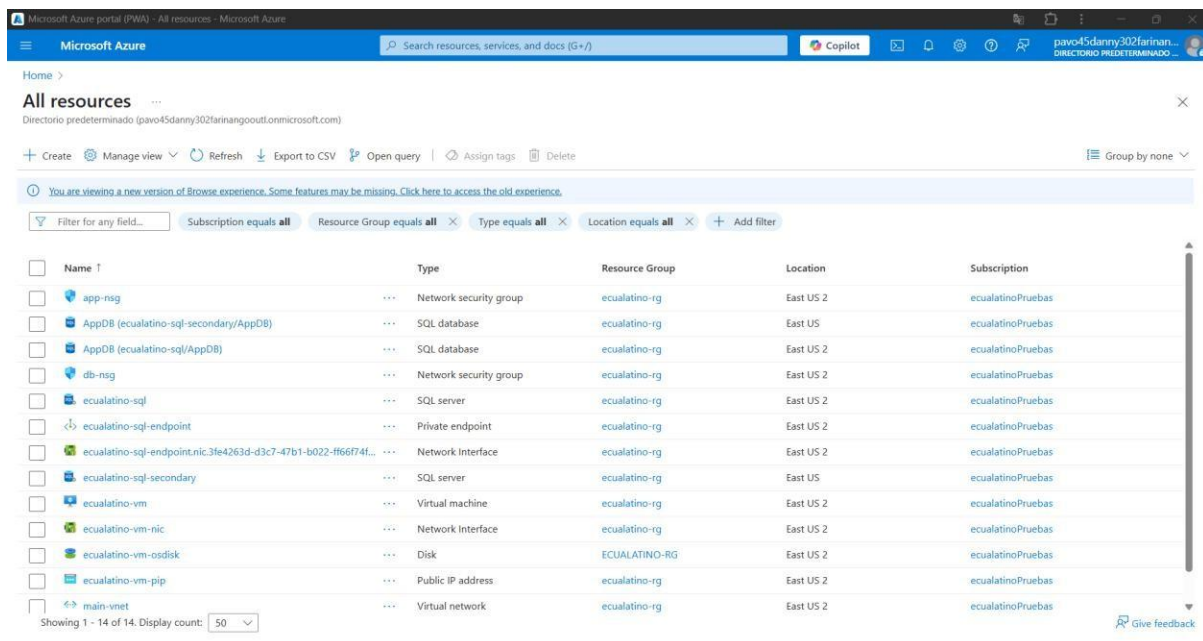 Microsoft Azure portal (PWA) - All resources - Microsoft Azure
Microsoft Azure
Search resources, services, and docs (G+/)
Copilot
pavo45danny302farinan...
DIRECTORIO PREDETERMINADO ...
Home >
All resources ...
Directorio predeterminado (pavo45danny302farinangooutl.onmicrosoft.com)
+ Create Manage view Refresh Export to CSV Open query | Assign tags Delete Group by none
You are viewing a new version of Browse experience. Some features may be missing. Click here to access the old experience.
Filter for any field... Subscription equals all Resource Group equals all × Type equals all × Location equals all × + Add filter
Name ↑ Type Resource Group Location Subscription
app-nsg ... Network security group ecualatino-rg East US 2 ecualatinoPruebas
AppDB (ecualatino-sql-secondary/AppDB) ... SQL database ecualatino-rg East US ecualatinoPruebas
AppDB (ecualatino-sql/AppDB) ... SQL database ecualatino-rg East US 2 ecualatinoPruebas
db-nsg ... Network security group ecualatino-rg East US 2 ecualatinoPruebas
ecualatino-sql ... SQL server ecualatino-rg East US 2 ecualatinoPruebas
ecualatino-sql-endpoint ... Private endpoint ecualatino-rg East US 2 ecualatinoPruebas
ecualatino-sql-endpoint.nic.3fe4263d-d3c7-47b1-b022-ff66f74f... ... Network Interface ecualatino-rg East US 2 ecualatinoPruebas
ecualatino-sql-secondary ... SQL server ecualatino-rg East US ecualatinoPruebas
ecualatino-vm ... Virtual machine ecualatino-rg East US 2 ecualatinoPruebas
ecualatino-vm-nic ... Network Interface ecualatino-rg East US 2 ecualatinoPruebas
ecualatino-vm-osdisk ... Disk ECUALATINO-RG East US 2 ecualatinoPruebas
ecualatino-vm-pip ... Public IP address ecualatino-rg East US 2 ecualatinoPruebas
main-vnet ... Virtual network ecualatino-rg East US 2 ecualatinoPruebas
Showing 1 - 14 of 14. Display count: 50 Give feedback